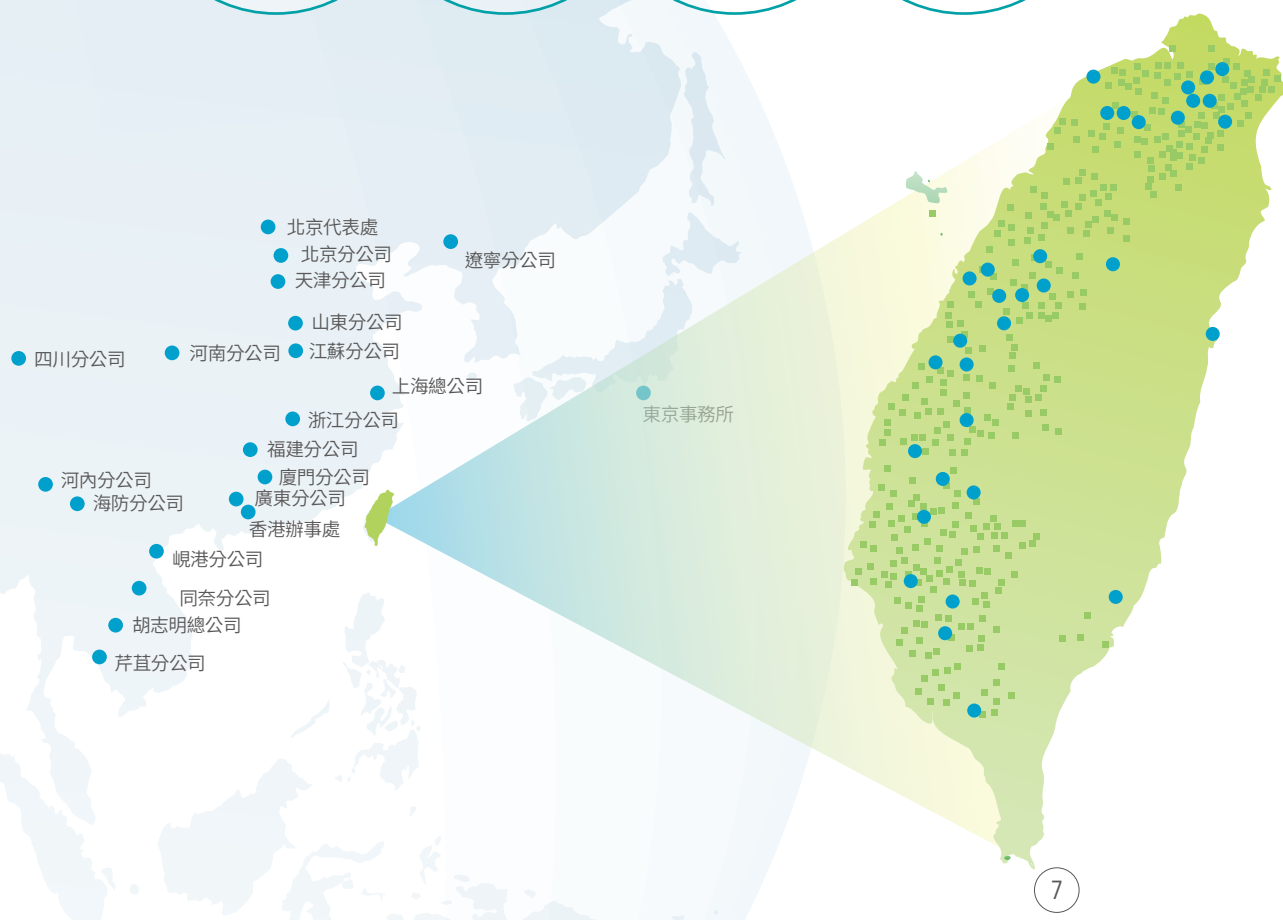 北京代表處
北京分公司
遼寧分公司
天津分公司
山東分公司
四川分公司
河南分公司
江蘇分公司
上海總公司
東京事務所
浙江分公司
福建分公司
廈門分公司
河內分公司
海防分公司
廣東分公司
香港辦事處
峴港分公司
同奈分公司
胡志明總公司
芹苴分公司
7